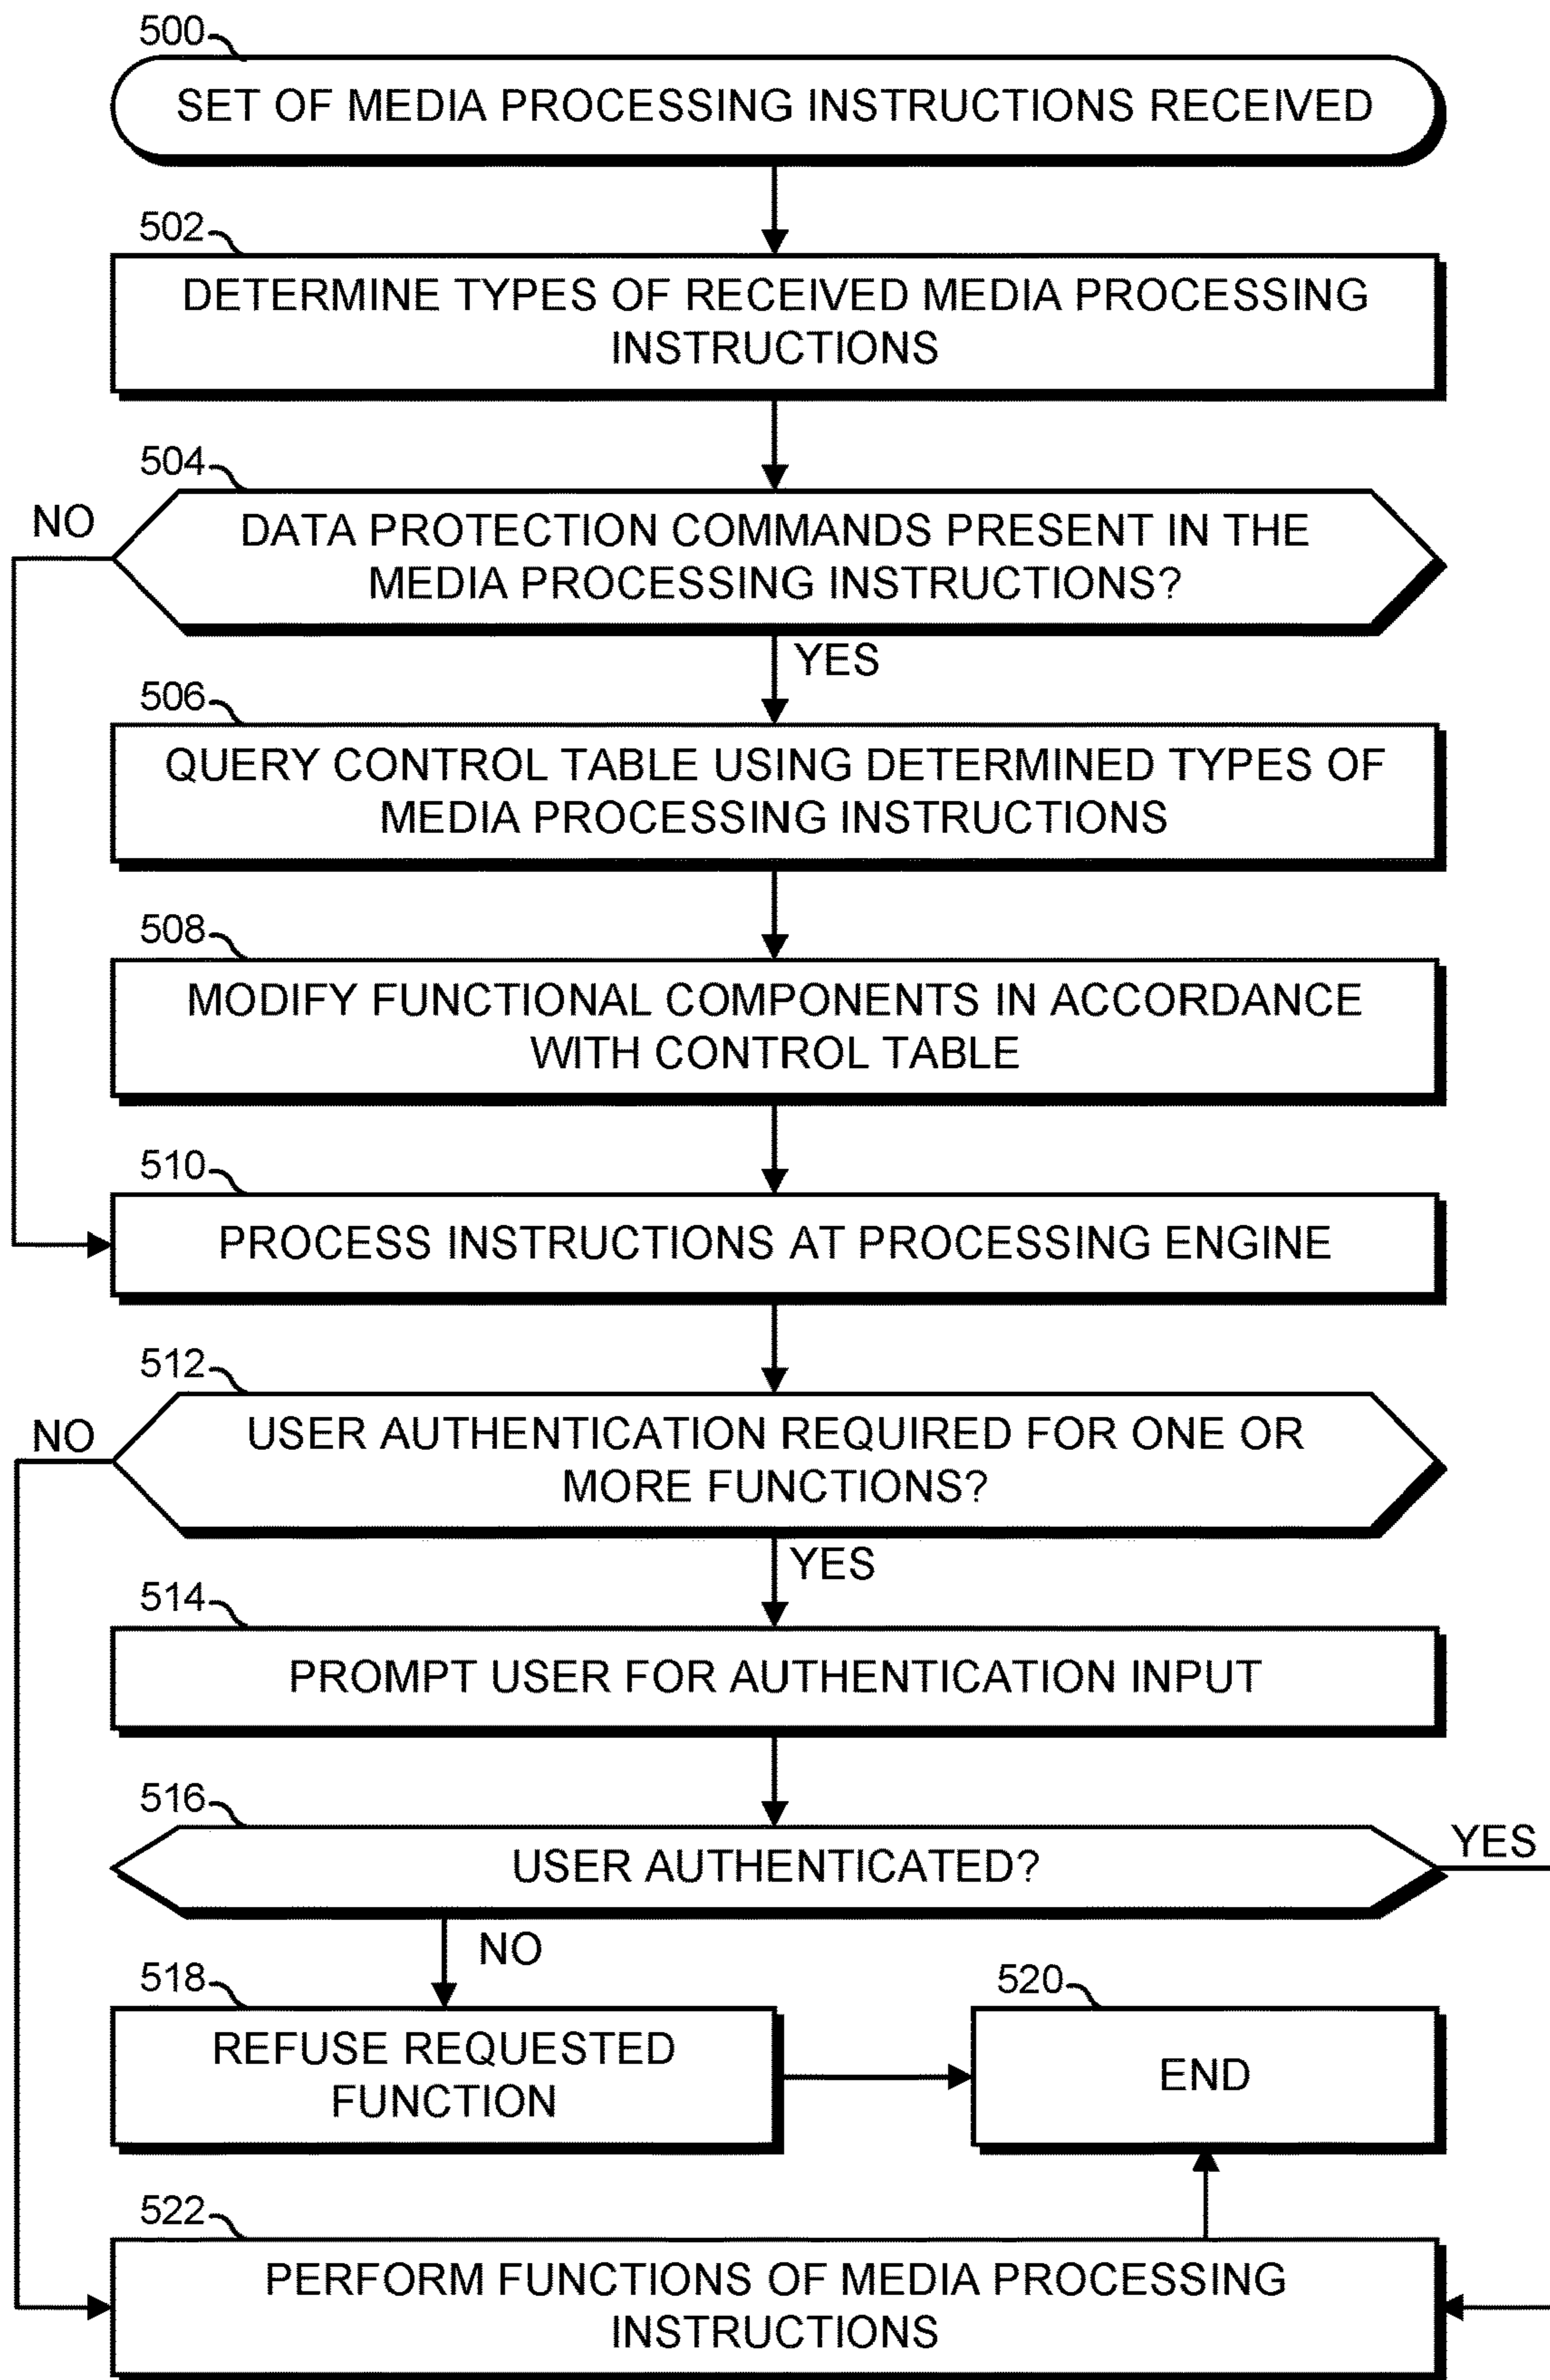 500
SET OF MEDIA PROCESSING INSTRUCTIONS RECEIVED
502
DETERMINE TYPES OF RECEIVED MEDIA PROCESSING
INSTRUCTIONS
504
NO
DATA PROTECTION COMMANDS PRESENT IN THE
MEDIA PROCESSING INSTRUCTIONS?
YES
506
QUERY CONTROL TABLE USING DETERMINED TYPES OF
MEDIA PROCESSING INSTRUCTIONS
508
MODIFY FUNCTIONAL COMPONENTS IN ACCORDANCE
WITH CONTROL TABLE
510
PROCESS INSTRUCTIONS AT PROCESSING ENGINE
512
NO
USER AUTHENTICATION REQUIRED FOR ONE OR
MORE FUNCTIONS?
YES
514
PROMPT USER FOR AUTHENTICATION INPUT
516
USER AUTHENTICATED?
YES
NO
518
REFUSE REQUESTED
FUNCTION
520
END
522
PERFORM FUNCTIONS OF MEDIA PROCESSING
INSTRUCTIONS